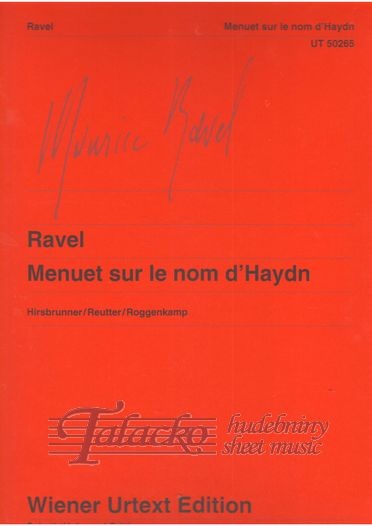 Ravel Menuet sur le nom d'Haydn
UT 50265
Maurice Ravel
Ravel
Menuet sur le nom d'Haydn
Hirsbrunner/Reutter/Roggenkamp
Talacko hudebniny
sheet music
Wiener Urtext Edition